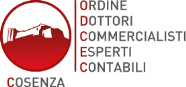 ORDINE
DOTTORI
COMMERCIALISTI
ESPERTI
CONTABILI
COSENZA